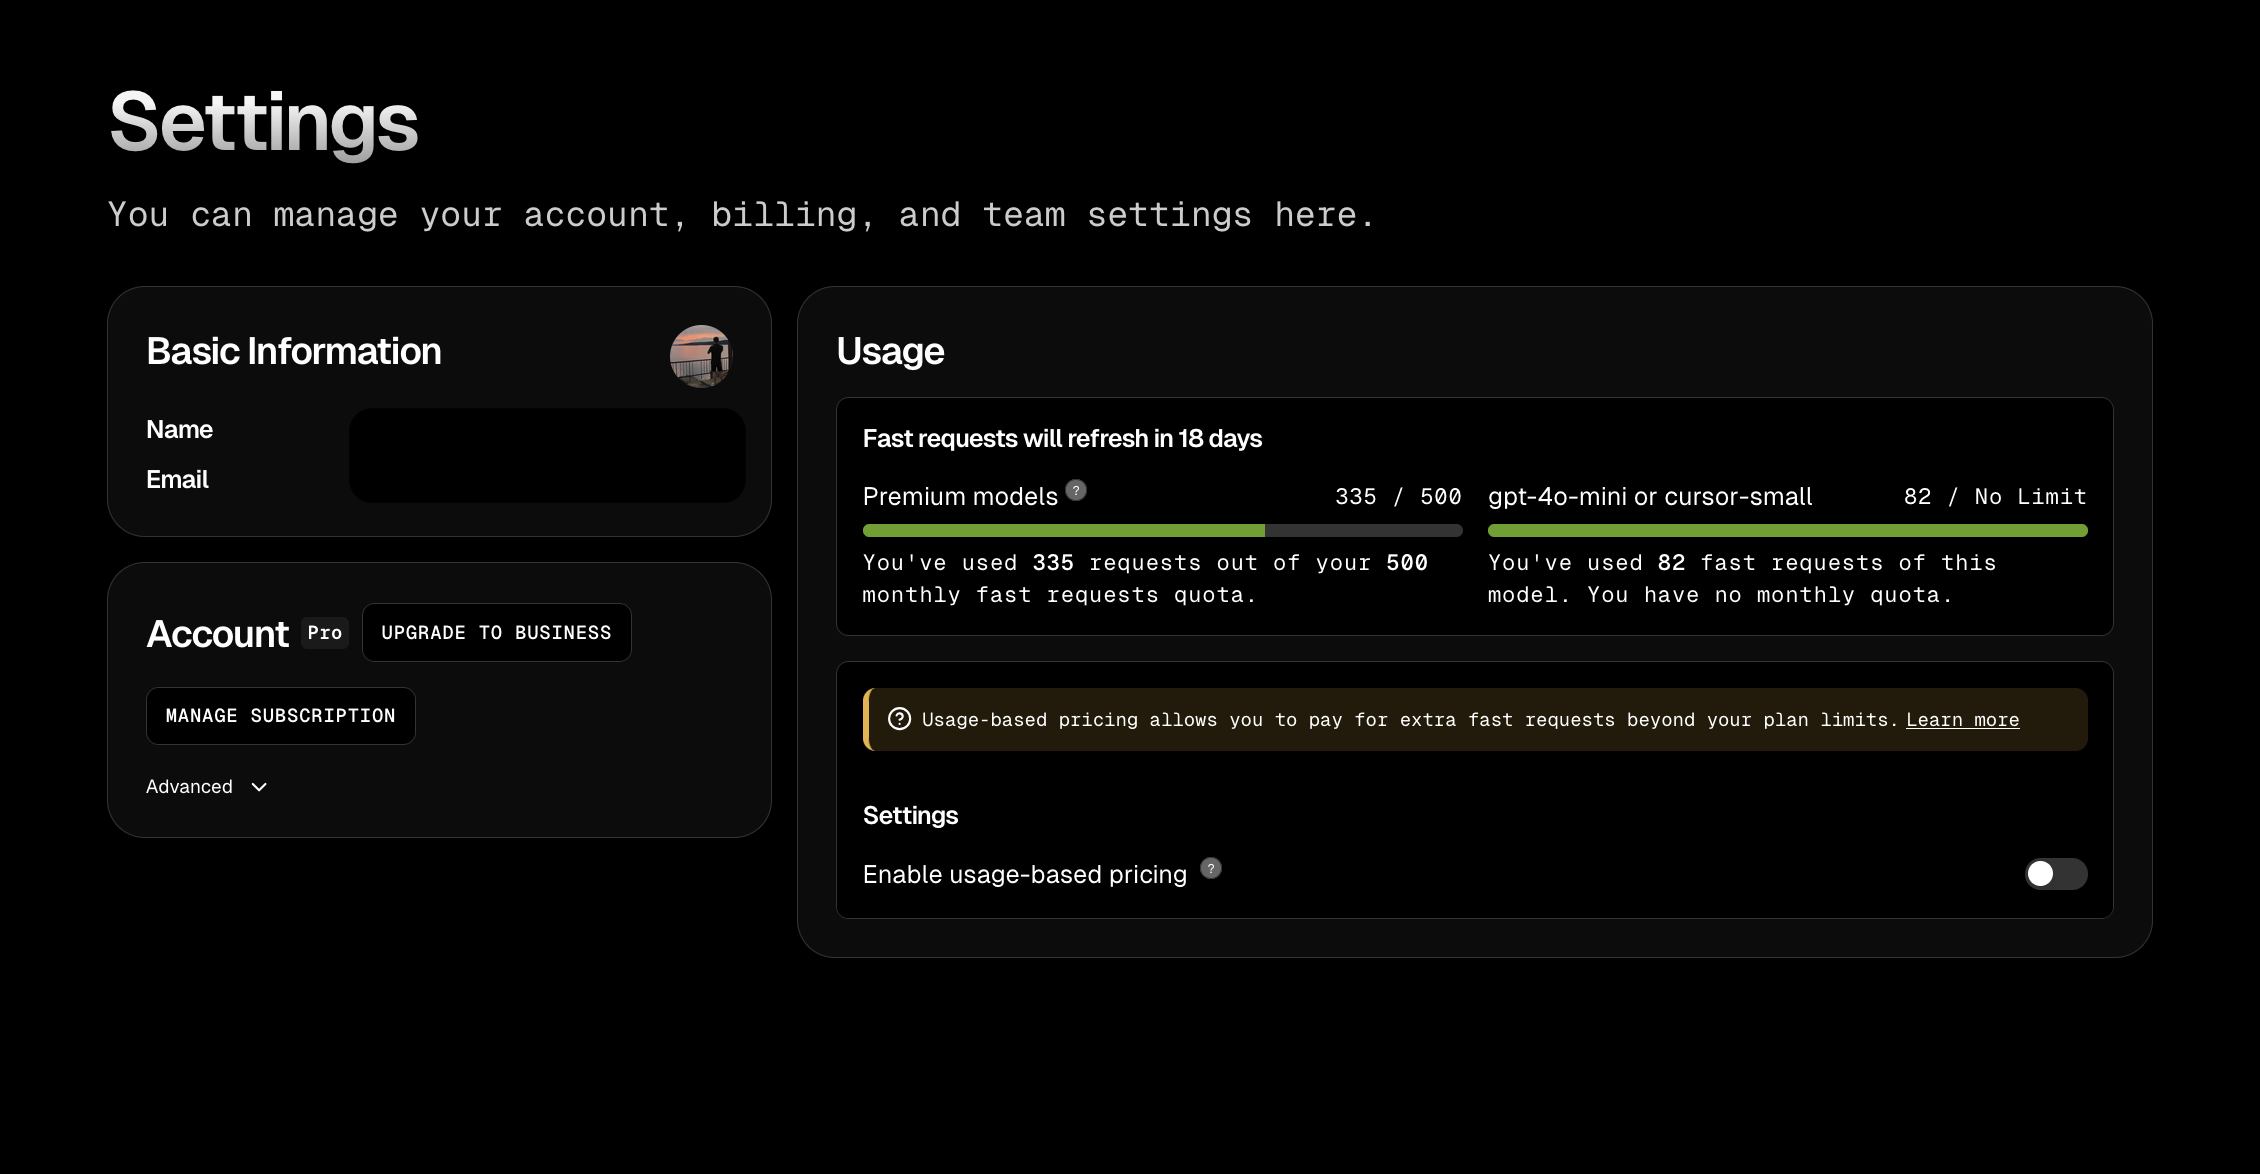 Settings
You can manage your account, billing, and team settings here.
Basic Information
Name
Email
Account Pro UPGRADE TO BUSINESS
MANAGE SUBSCRIPTION
Advanced
Usage
Fast requests will refresh in 18 days
Premium models ? 335 / 500
You've used 335 requests out of your 500
monthly fast requests quota.
gpt-4o-mini or cursor-small 82 / No Limit
You've used 82 fast requests of this
model. You have no monthly quota.
? Usage-based pricing allows you to pay for extra fast requests beyond your plan limits. Learn more
Settings
Enable usage-based pricing ?